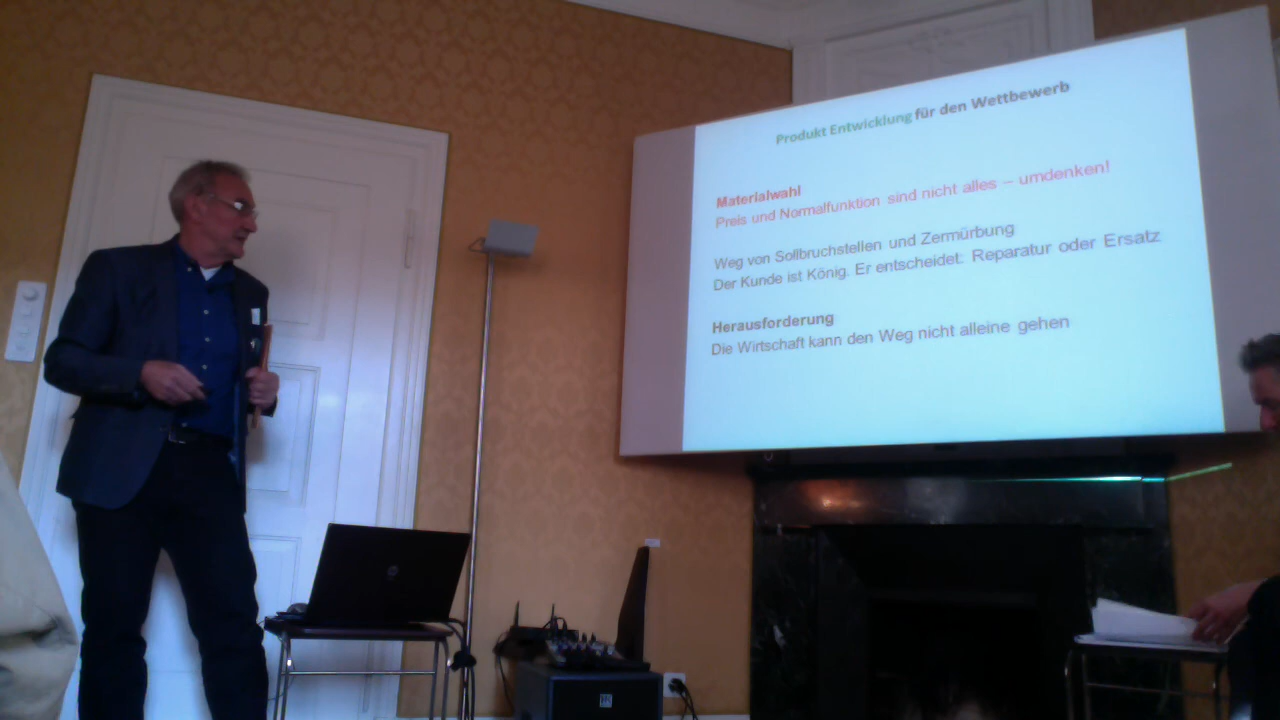 Produkt Entwicklung für den Wettbewerb
Materialwahl
Preis und Normalfunktion sind nicht alles – umdenken!
Weg von Sollbruchstellen und Zermürbung
Der Kunde ist König. Er entscheidet: Reparatur oder Ersatz
Herausforderung
Die Wirtschaft kann den Weg nicht alleine gehen